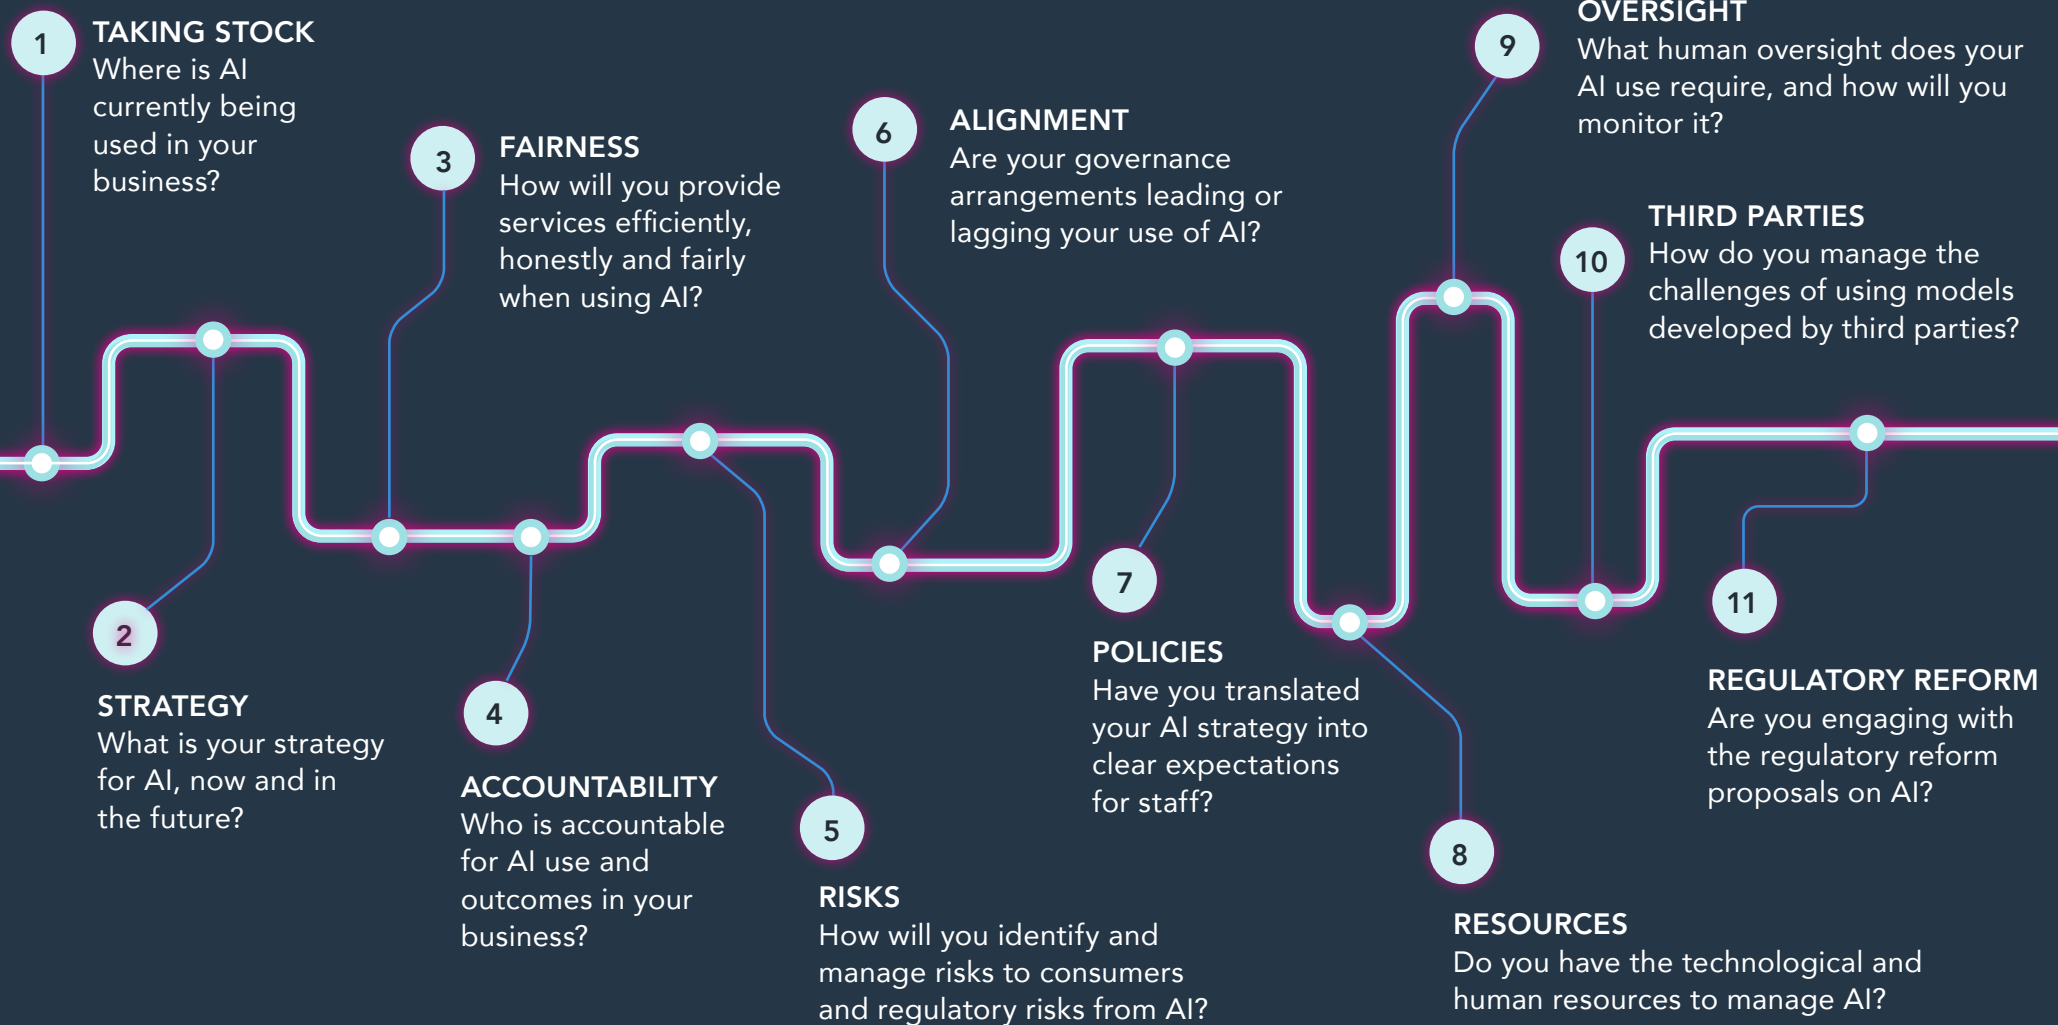 1
TAKING STOCK
Where is AI
currently being
used in your
business?
2
STRATEGY
What is your strategy
for AI, now and in
the future?
3
FAIRNESS
How will you provide
services efficiently,
honestly and fairly
when using AI?
4
ACCOUNTABILITY
Who is accountable
for AI use and
outcomes in your
business?
5
RISKS
How will you identify and
manage risks to consumers
and regulatory risks from AI?
6
ALIGNMENT
Are your governance
arrangements leading or
lagging your use of AI?
7
POLICIES
Have you translated
your AI strategy into
clear expectations
for staff?
8
RESOURCES
Do you have the technological and
human resources to manage AI?
9
OVERSIGHT
What human oversight does your
AI use require, and how will you
monitor it?
10
THIRD PARTIES
How do you manage the
challenges of using models
developed by third parties?
11
REGULATORY REFORM
Are you engaging with
the regulatory reform
proposals on AI?